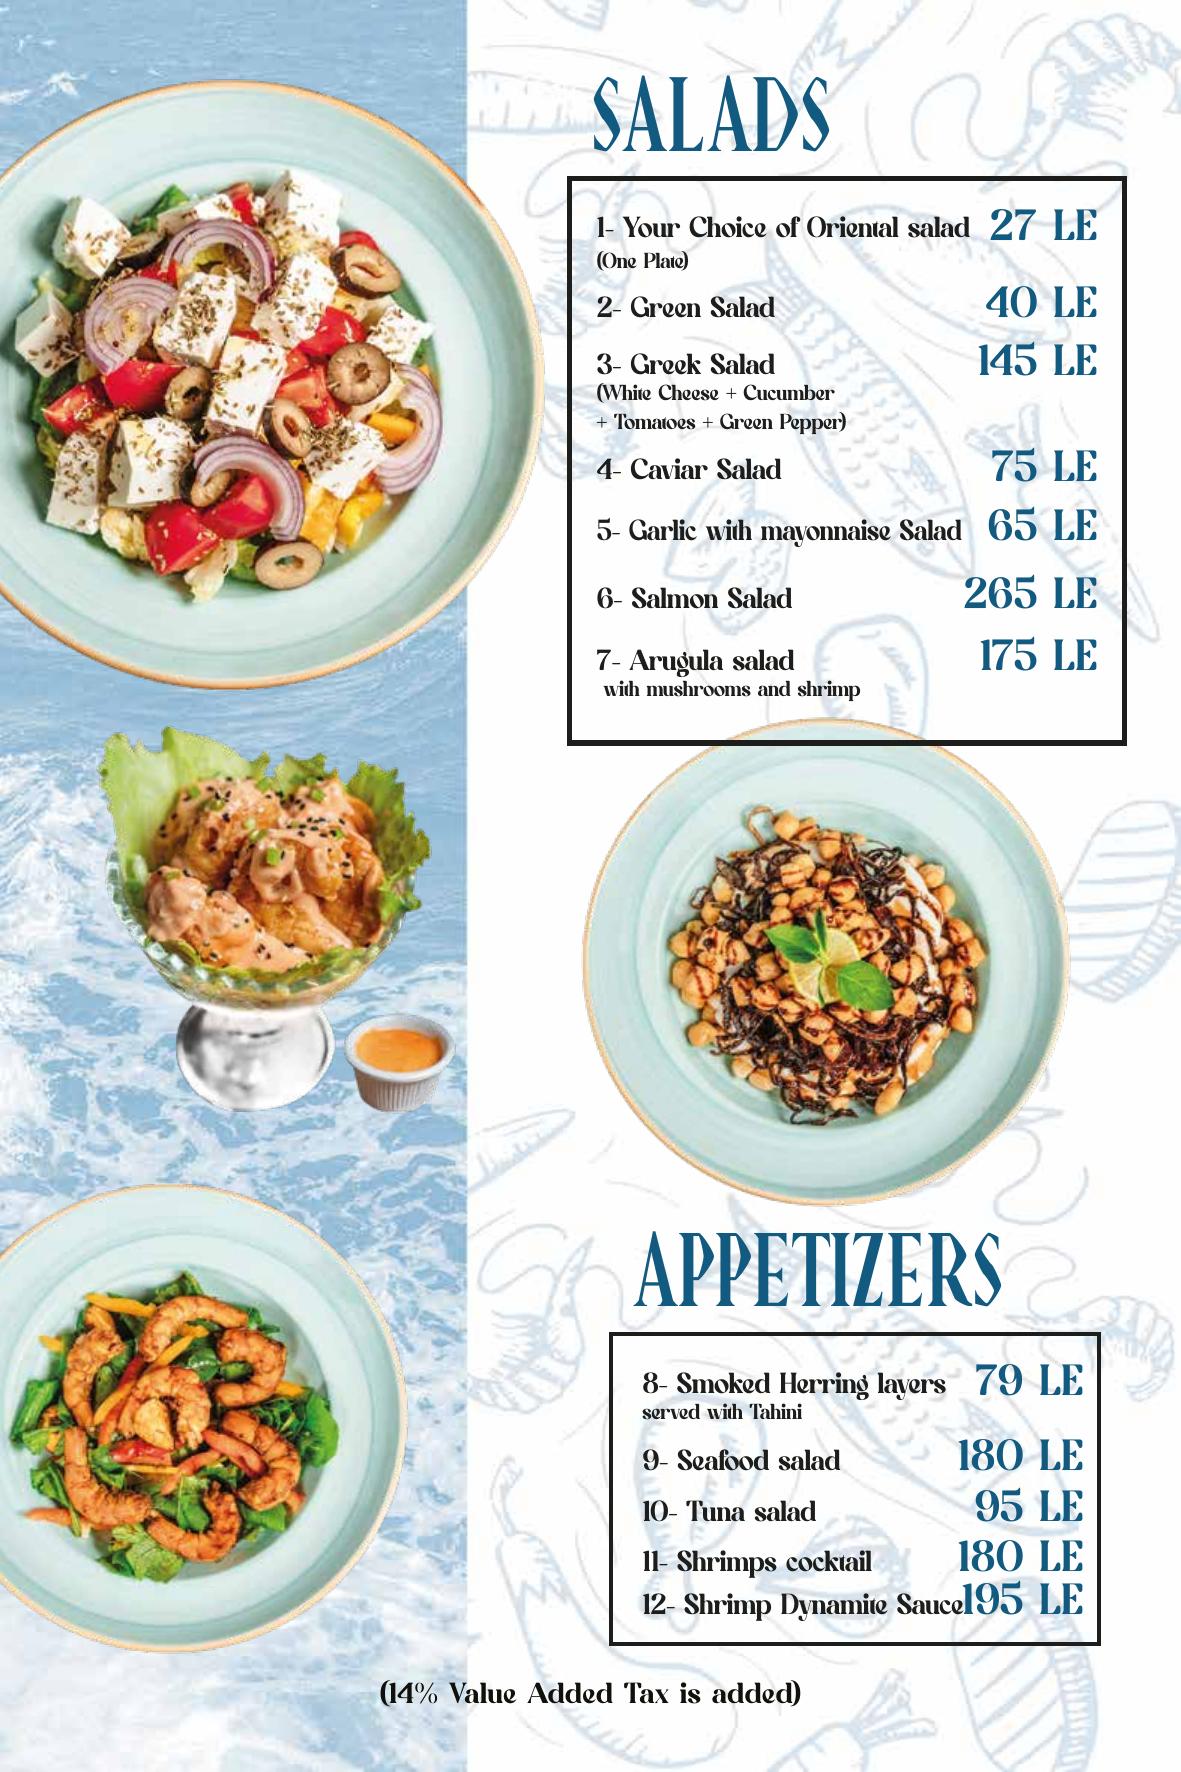 SALADS
1- Your Choice of Oriental salad 27 LE
(One Plate)
2- Green Salad 40 LE
3- Greek Salad 145 LE
(White Cheese + Cucumber
+ Tomatoes + Green Pepper)
4- Caviar Salad 75 LE
5- Garlic with mayonnaise Salad 65 LE
6- Salmon Salad 265 LE
7- Arugula salad 175 LE
with mushrooms and shrimp
APPETIZERS
8- Smoked Herring layers 79 LE
served with Tahini
9- Seafood salad 180 LE
10- Tuna salad 95 LE
11- Shrimps cocktail 180 LE
12- Shrimp Dynamite Sauce 195 LE
(14% Value Added Tax is added)